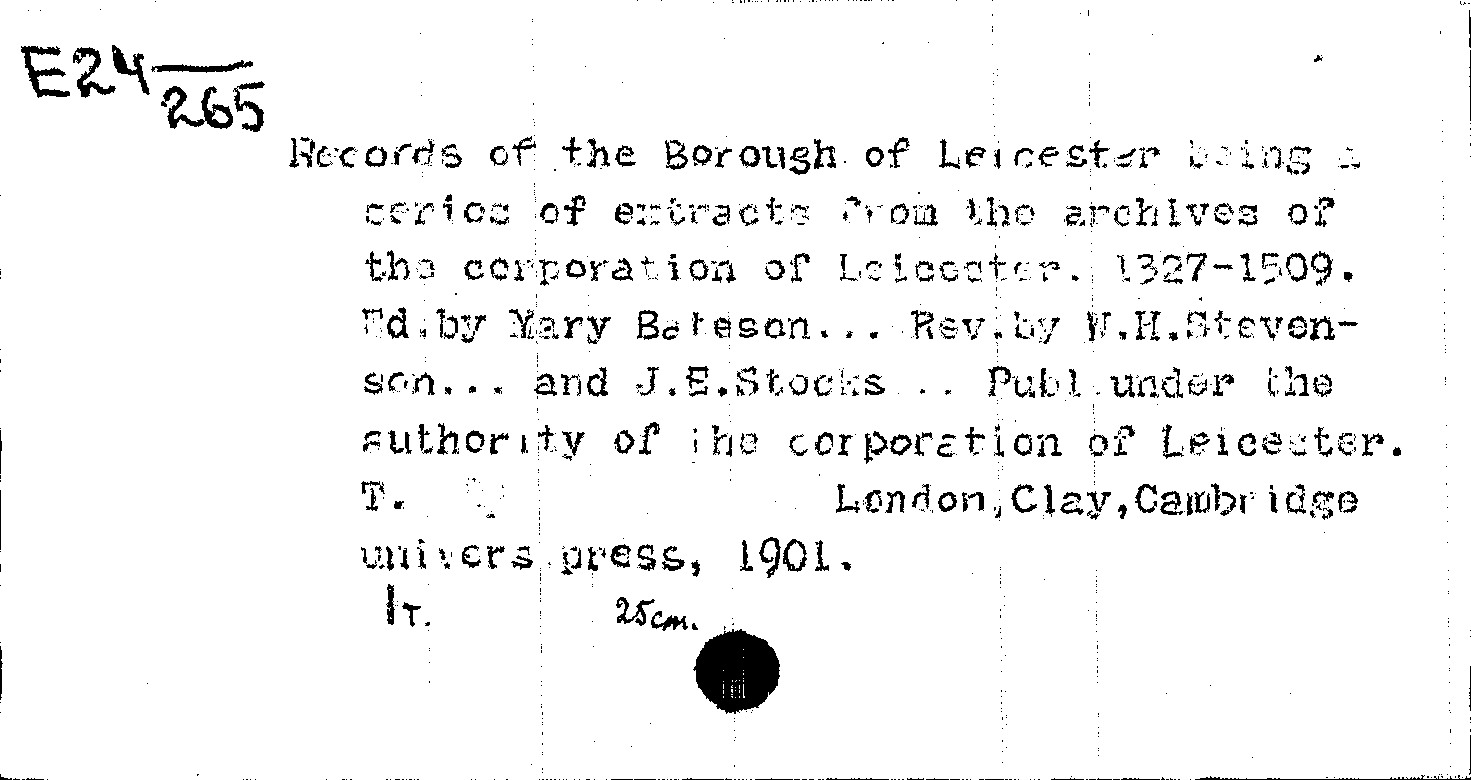 E24
265
Records of the Borough of Leicester being a
series of extracts from the archives of
the corporation of Leicester. 1327-1509.
Ed.by Mary Bateson... Rev.by W.H.Steven-
son... and J.E.Stocks... Publ.under the
authority of the corporation of Leicester.
T. London,Clay,Cambridge
univers.press, 1901.
1т. 25cm.